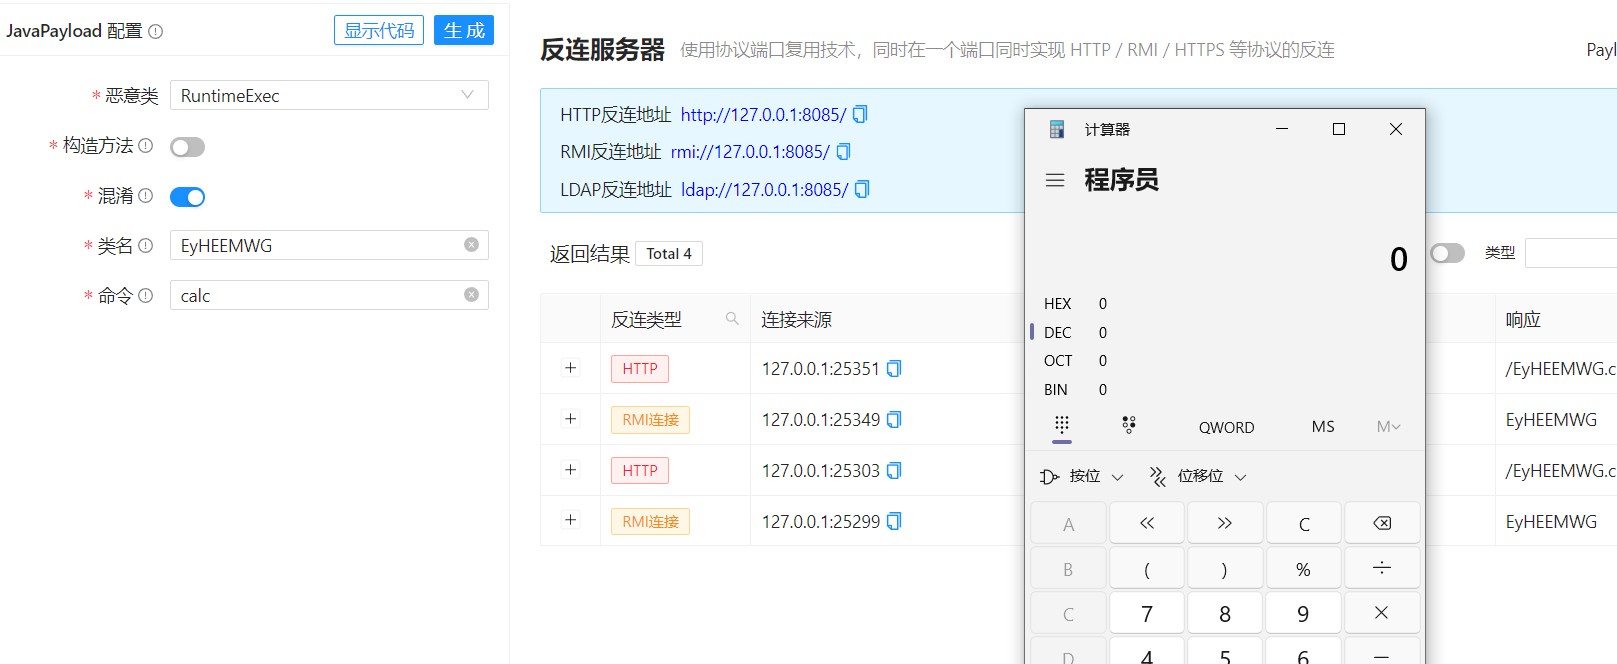 JavaPayload 配置
显示代码
生 成
* 恶意类
RuntimeExec
* 构造方法
* 混淆
* 类名
EyHEEMWG
* 命令
calc
反连服务器
使用协议端口复用技术，同时在一个端口同时实现 HTTP / RMI / HTTPS 等协议的反连
Payl
HTTP反连地址 http://127.0.0.1:8085/
RMI反连地址 rmi://127.0.0.1:8085/
LDAP反连地址 ldap://127.0.0.1:8085/
返回结果
Total 4
类型
反连类型
连接来源
响应
HTTP
127.0.0.1:25351
/EyHEEMWG.c
RMI连接
127.0.0.1:25349
EyHEEMWG
HTTP
127.0.0.1:25303
/EyHEEMWG.c
RMI连接
127.0.0.1:25299
EyHEEMWG
计算器
程序员
0
HEX 0
DEC 0
OCT 0
BIN 0
QWORD MS M
按位 位移位
A << >> C
B ( ) % ÷
C 7 8 9 ×
D 4 5 6 −